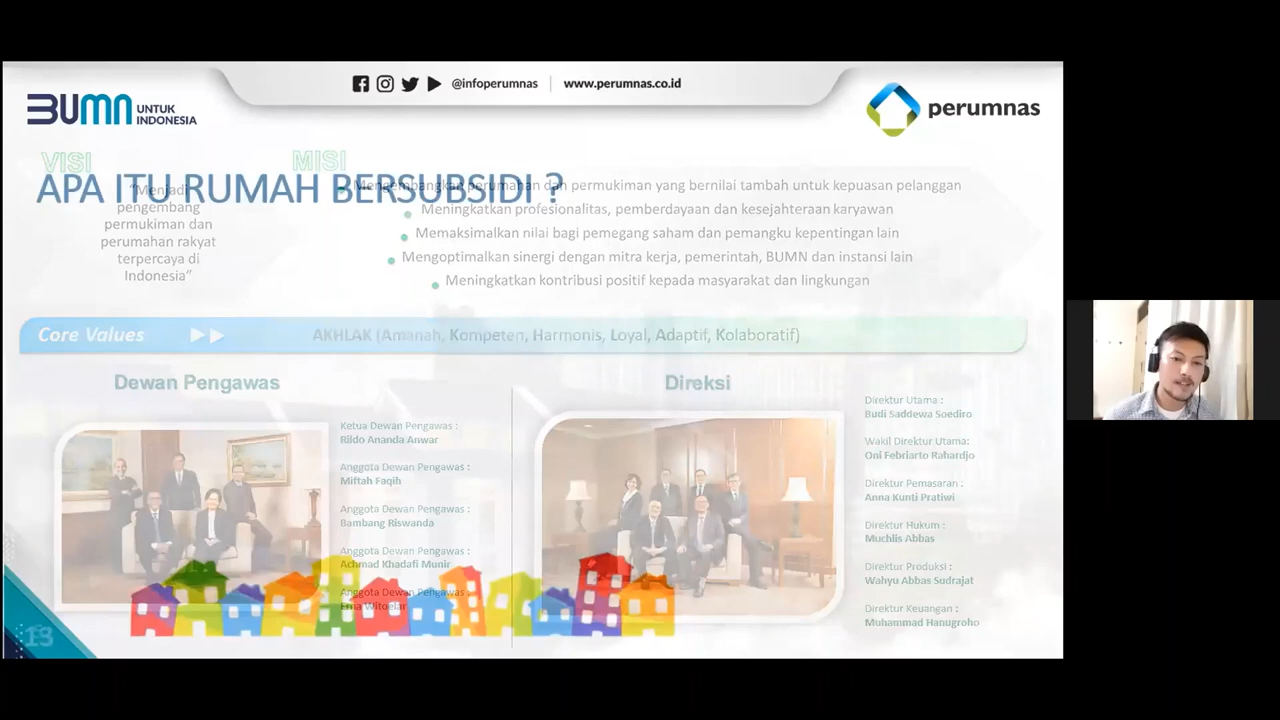 @infoperumnas
www.perumnas.co.id
BUMN UNTUK INDONESIA
perumnas
VISI
MISI
APA ITU RUMAH BERSUBSIDI ?
“Menjadi
pengembang
permukiman dan
perumahan rakyat
terpercaya di
Indonesia”
Mengembangkan perumahan dan permukiman yang bernilai tambah untuk kepuasan pelanggan
Meningkatkan profesionalitas, pemberdayaan dan kesejahteraan karyawan
Memaksimalkan nilai bagi pemegang saham dan pemangku kepentingan lain
Mengoptimalkan sinergi dengan mitra kerja, pemerintah, BUMN dan instansi lain
Meningkatkan kontribusi positif kepada masyarakat dan lingkungan
Core Values
AKHLAK (Amanah, Kompeten, Harmonis, Loyal, Adaptif, Kolaboratif)
Dewan Pengawas
Ketua Dewan Pengawas :
Rildo Ananda Anwar
Anggota Dewan Pengawas :
Miftah Faqih
Anggota Dewan Pengawas :
Bambang Riswanda
Anggota Dewan Pengawas :
Achmad Khadafi Munir
Anggota Dewan Pengawas :
Erna Witoelar
Direksi
Direktur Utama :
Budi Saddewa Soediro
Wakil Direktur Utama:
Oni Febriarto Rahardjo
Direktur Pemasaran :
Anna Kunti Pratiwi
Direktur Hukum :
Muchlis Abbas
Direktur Produksi :
Wahyu Abbas Sudrajat
Direktur Keuangan :
Muhammad Hanugroho